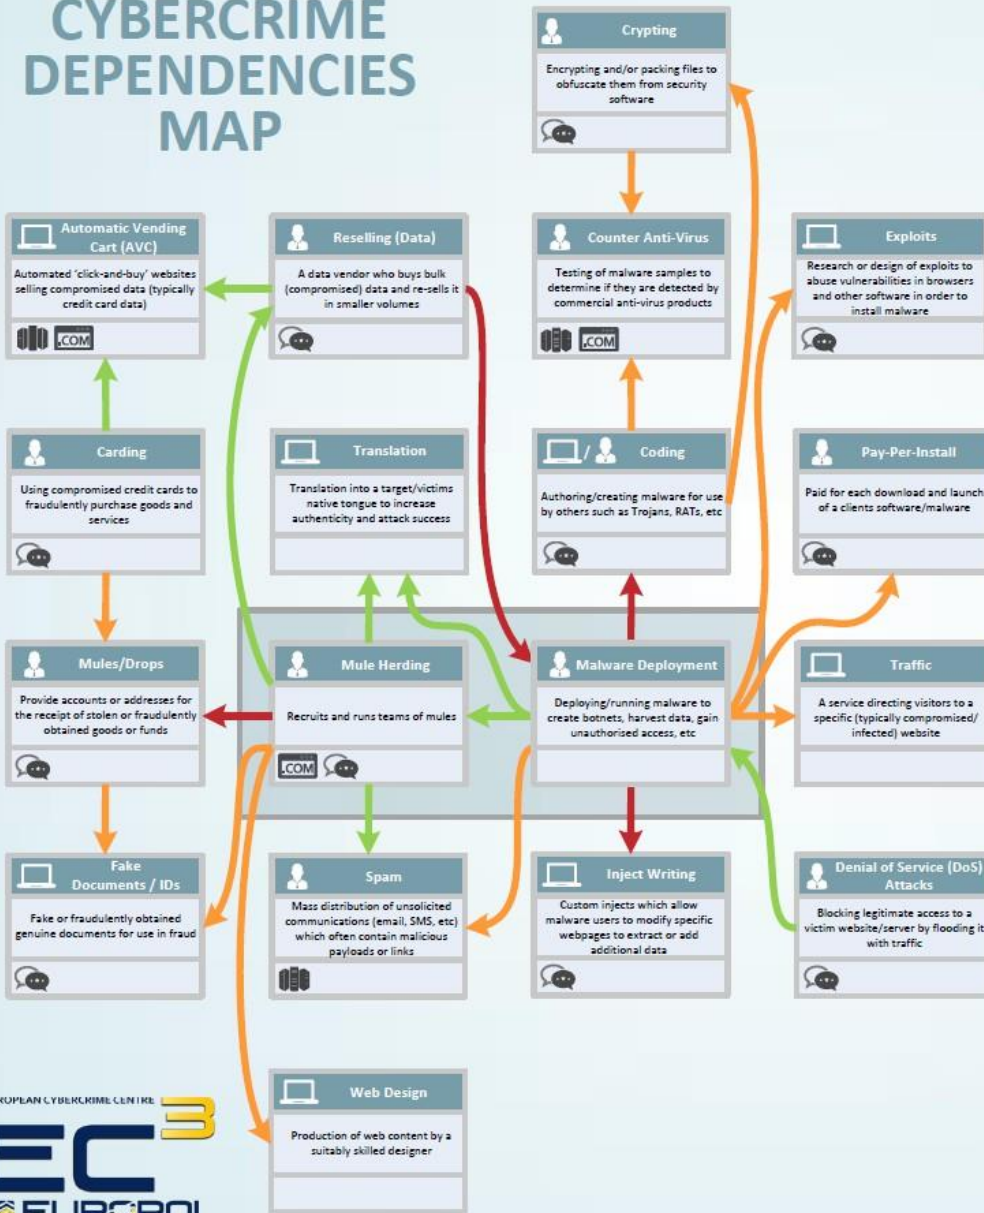 CYBERCRIME
DEPENDENCIES
MAP
Crypting
Encrypting and/or packing files to
obfuscate them from security
software
Automatic Vending
Cart (AVC)
Automated 'click-and-buy' websites
selling compromised data (typically
credit card data)
.COM
Reselling (Data)
A data vendor who buys bulk
(compromised) data and re-sells it
in smaller volumes
Counter Anti-Virus
Testing of malware samples to
determine if they are detected by
commercial anti-virus products
.COM
Exploits
Research or design of exploits to
abuse vulnerabilities in browsers
and other software in order to
install malware
Carding
Using compromised credit cards to
fraudulently purchase goods and
services
Translation
Translation into a target/victims
native tongue to increase
authenticity and attack success
/ Coding
Authoring/creating malware for use
by others such as Trojans, RATs, etc
Pay-Per-Install
Paid for each download and launch
of a clients software/malware
Mules/Drops
Provide accounts or addresses for
the receipt of stolen or fraudulently
obtained goods or funds
Mule Herding
Recruits and runs teams of mules
.COM
Malware Deployment
Deploying/running malware to
create botnets, harvest data, gain
unauthorised access, etc
Traffic
A service directing visitors to a
specific (typically compromised/
infected) website
Fake
Documents / IDs
Fake or fraudulently obtained
genuine documents for use in fraud
Spam
Mass distribution of unsolicited
communications (email, SMS, etc)
which often contain malicious
payloads or links
Inject Writing
Custom injects which allow
malware users to modify specific
webpages to extract or add
additional data
Denial of Service (DoS)
Attacks
Blocking legitimate access to a
victim website/server by flooding it
with traffic
Web Design
Production of web content by a
suitably skilled designer
ROPEAN CYBERCRIME CENTRE
EC3
EUROPOL